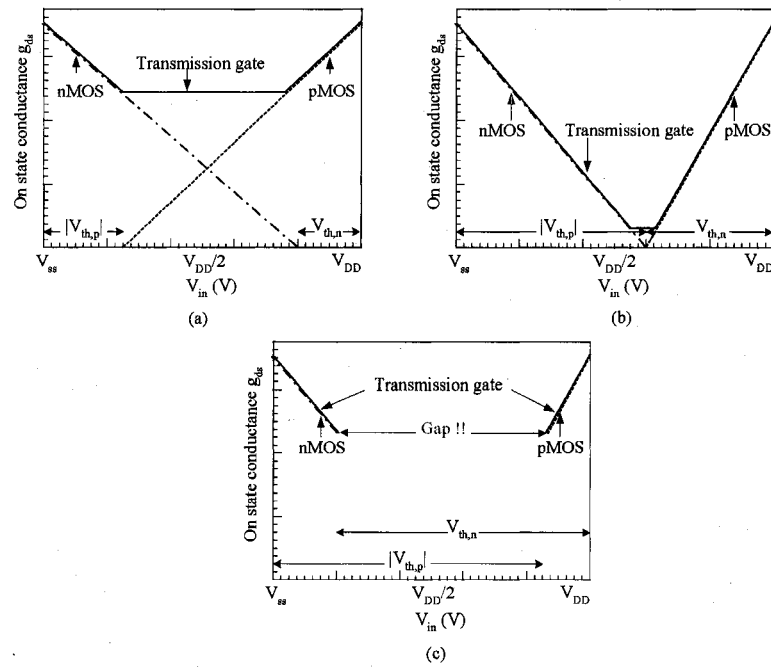 On state conductance g_ds
nMOS
Transmission gate
pMOS
|V_th,p|
V_th,n
V_ss
V_DD/2
V_DD
V_in (V)
(a)
On state conductance g_ds
nMOS
Transmission gate
pMOS
|V_th,p|
V_th,n
V_ss
V_DD/2
V_DD
V_in (V)
(b)
On state conductance g_ds
Transmission gate
Gap !!
nMOS
pMOS
V_th,n
|V_th,p|
V_ss
V_DD/2
V_DD
V_in (V)
(c)